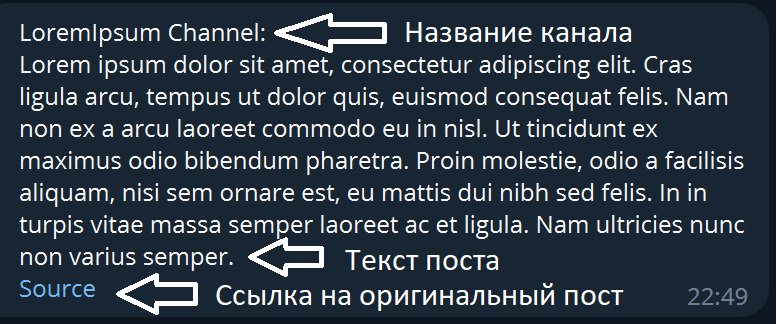 LoremIpsum Channel: Название канала
Lorem ipsum dolor sit amet, consectetur adipiscing elit. Cras
ligula arcu, tempus ut dolor quis, euismod consequat felis. Nam
non ex a arcu laoreet commodo eu in nisl. Ut tincidunt ex
maximus odio bibendum pharetra. Proin molestie, odio a facilisis
aliquam, nisi sem ornare est, eu mattis dui nibh sed felis. In in
turpis vitae massa semper laoreet ac et ligula. Nam ultricies nunc
non varius semper. Текст поста
Source Ссылка на оригинальный пост 22:49